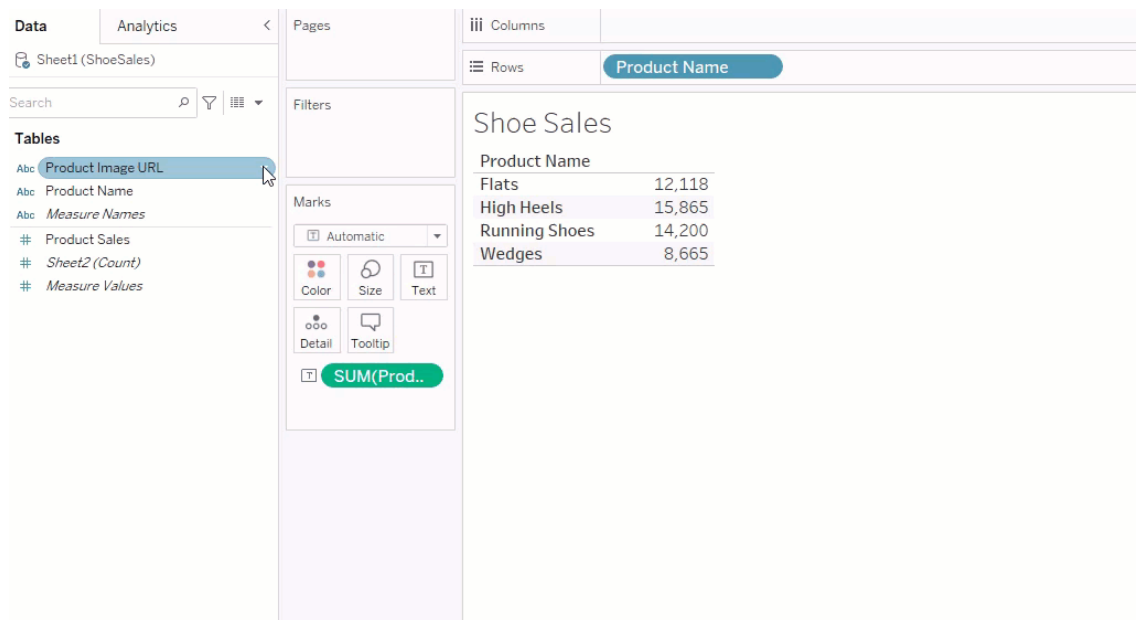 Data
Analytics
Sheet1 (ShoeSales)
Search
Tables
Abc Product Image URL
Abc Product Name
Abc Measure Names
# Product Sales
# Sheet2 (Count)
# Measure Values
Pages
Filters
Marks
T Automatic
Color Size T Text
Detail Tooltip
T SUM(Prod..
iii Columns
Rows Product Name
Shoe Sales
Product Name
Flats 12,118
High Heels 15,865
Running Shoes 14,200
Wedges 8,665